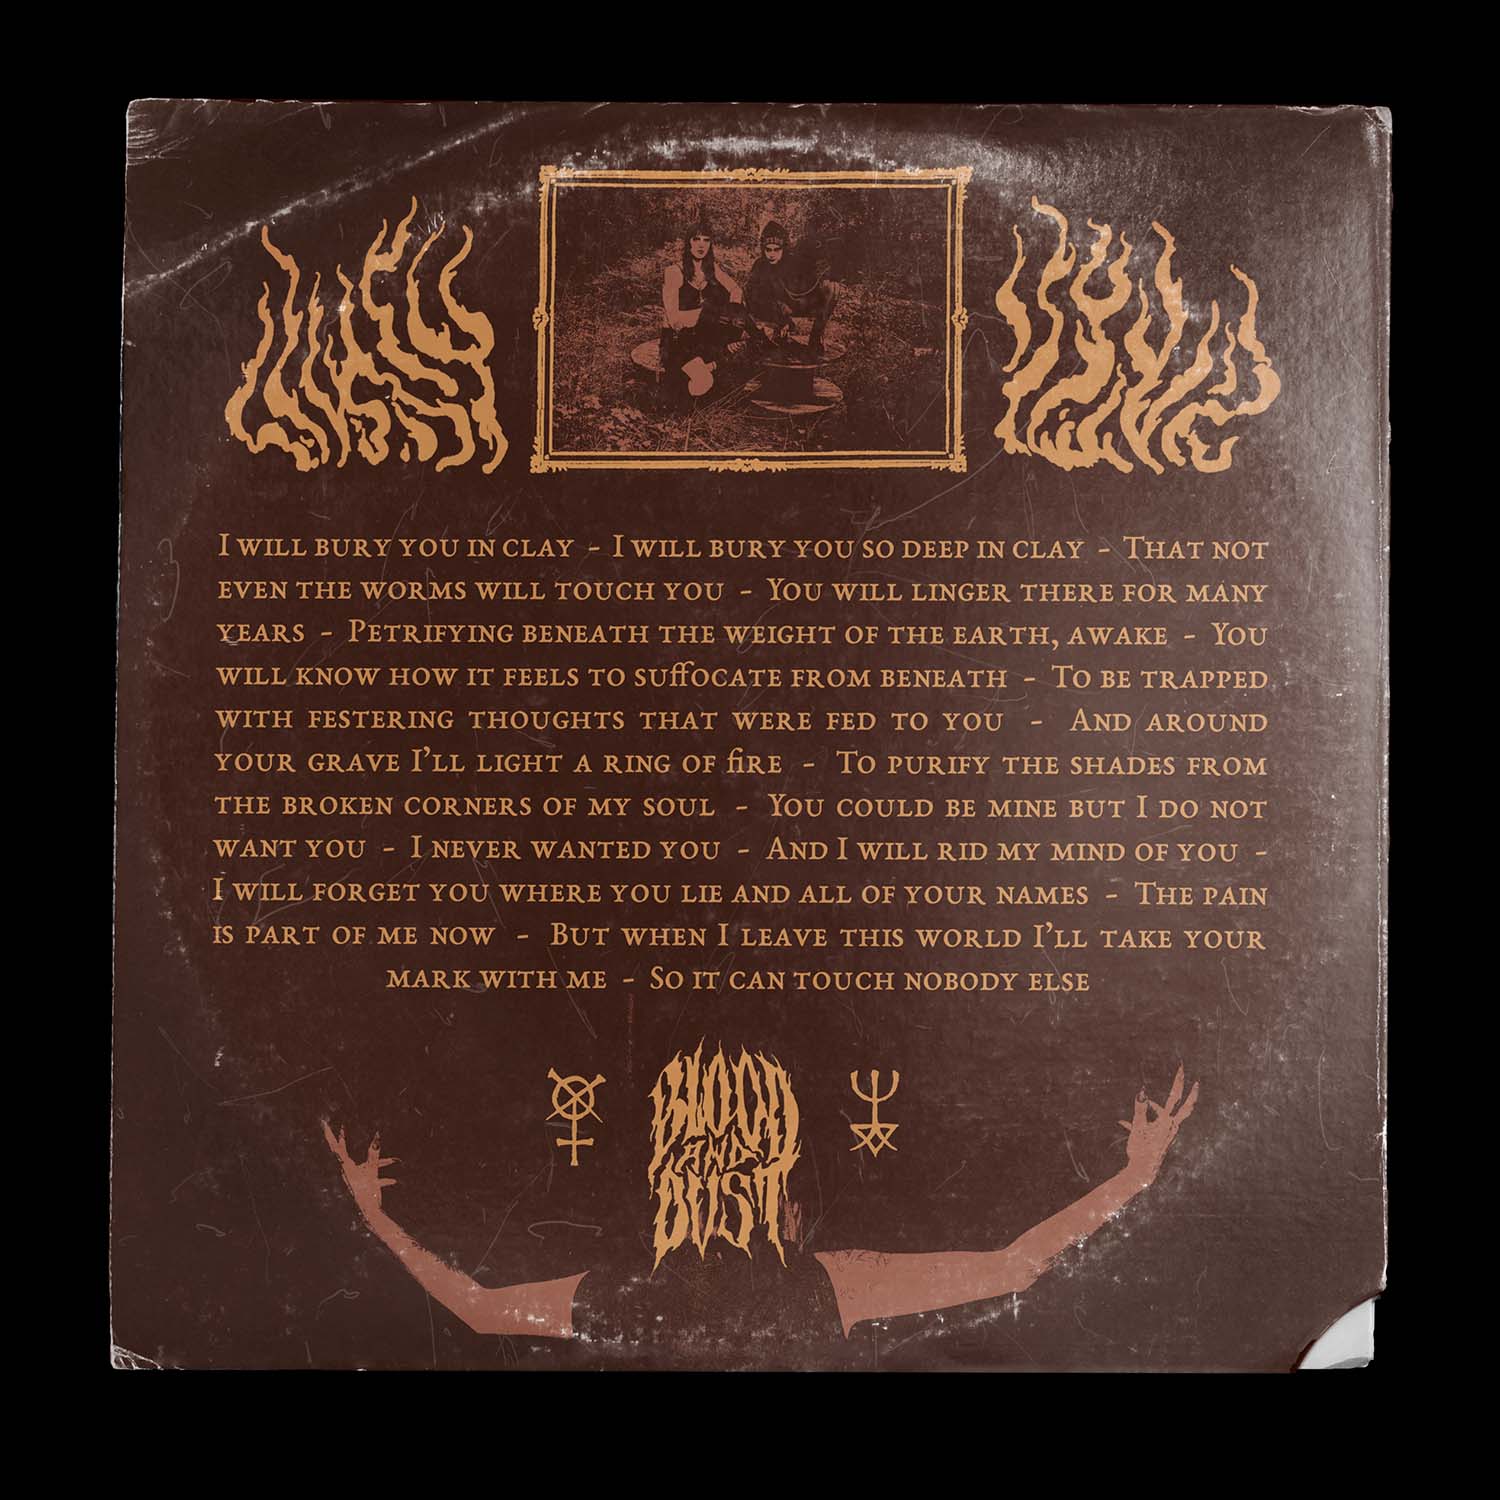 I will bury you in clay - I will bury you so deep in clay - That not
even the worms will touch you - You will linger there for many
years - Petrifying beneath the weight of the earth, awake - You
will know how it feels to suffocate from beneath - To be trapped
with festering thoughts that were fed to you - And around
your grave I'll light a ring of fire - To purify the shades from
the broken corners of my soul - You could be mine but I do not
want you - I never wanted you - And I will rid my mind of you -
I will forget you where you lie and all of your names - The pain
is part of me now - But when I leave this world I'll take your
mark with me - So it can touch nobody else
BLOOD
AND
DUST